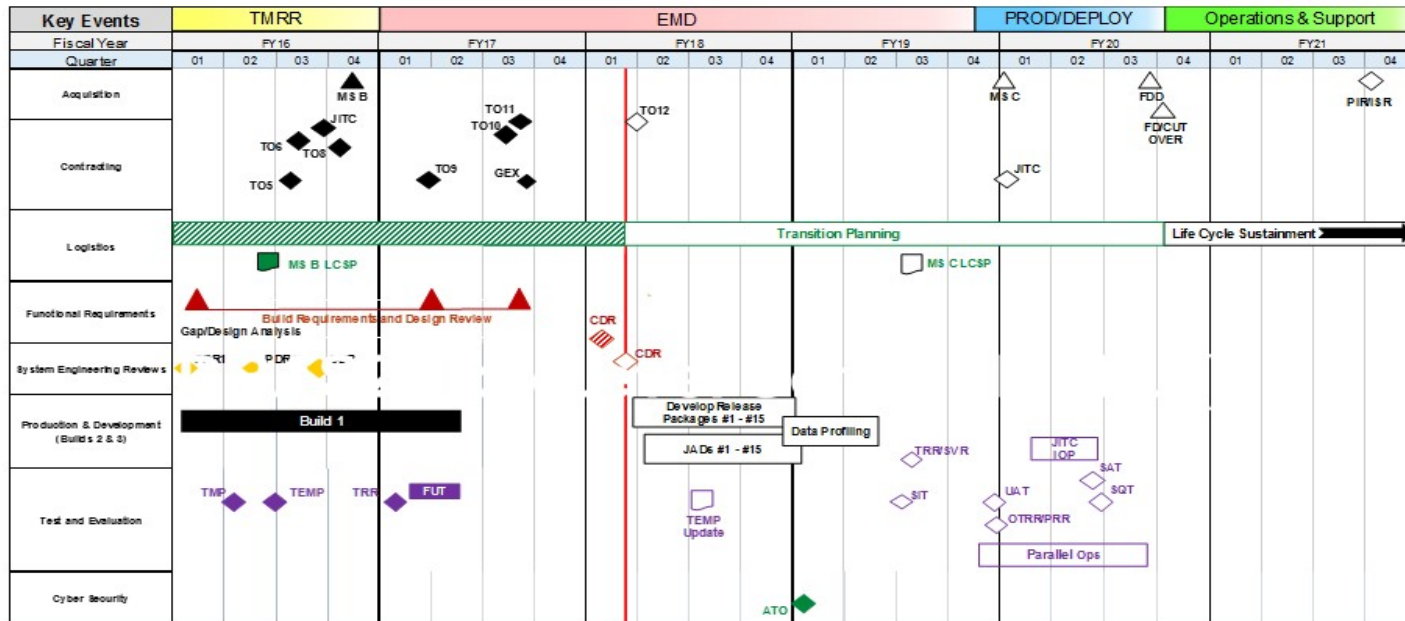 Key Events TMRR EMD PROD/DEPLOY Operations & Support
Fiscal Year FY16 FY17 FY18 FY19 FY20 FY21
Quarter 01 02 03 04 01 02 03 04 01 02 03 04 01 02 03 04 01 02 03 04 01 02 03 04
Acquisition
MS B
MS C
FDD
PIR/ISR
FD/CUT
OVER
Contracting
JITC
TO6
TO8
TO5
TO11
TO10
TO9
GEX
TO12
JITC
Logistics
Transition Planning
Life Cycle Sustainment
MS B LCSP
MS C LCSP
Functional Requirements
Build Requirements and Design Review
Gap/Design Analysis
CDR
System Engineering Reviews
PDR
CDR
Production & Development
(Builds 2 & 3)
Build 1
Develop Release
Packages #1 - #15
JADs #1 - #15
Data Profiling
TRR/SVR
JITC
IOP
Test and Evaluation
TMP
TEMP
TRR
FUT
TEMP
Update
SIT
UAT
OTRR/PRR
SAT
SQT
Parallel Ops
Cyber Security
ATO